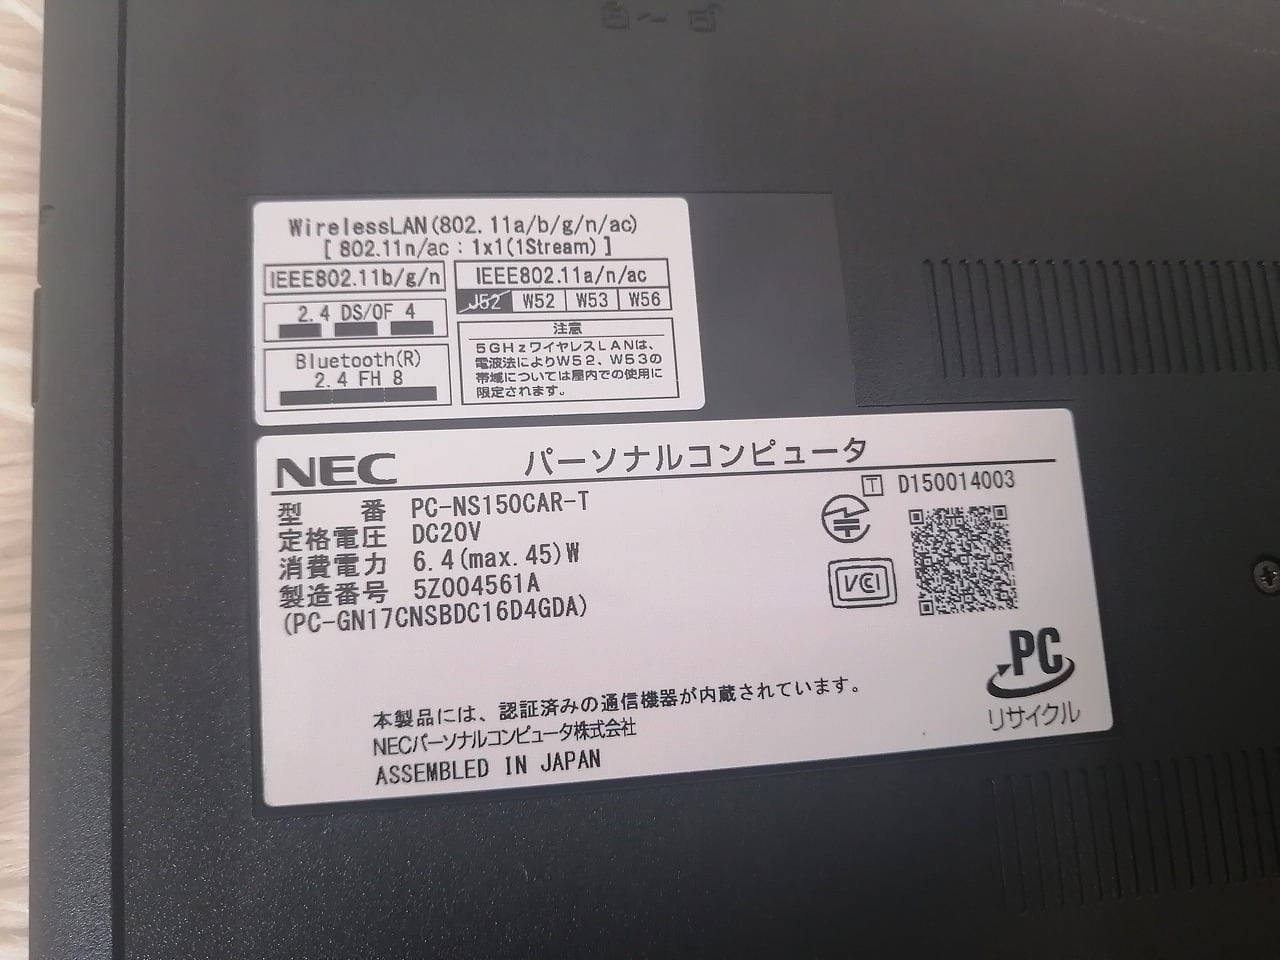 WirelessLAN(802.11a/b/g/n/ac)
[ 802.11n/ac : 1x1(1Stream) ]
IEEE802.11b/g/n
IEEE802.11a/n/ac
J52 W52 W53 W56
2.4 DS/OF 4
Bluetooth(R)
2.4 FH 8
注意
5GHzワイヤレスLANは、
電波法によりW52、W53の
帯域については屋内での使用に
限定されます。
NEC パーソナルコンピュータ
型 番 PC-NS150CAR-T
定格電圧 DC20V
消費電力 6.4(max.45)W
製造番号 5Z004561A
(PC-GN17CNSBDC16D4GDA)
T D150014003
VCI
PC
リサイクル
本製品には、認証済みの通信機器が内蔵されています。
NECパーソナルコンピュータ株式会社
ASSEMBLED IN JAPAN